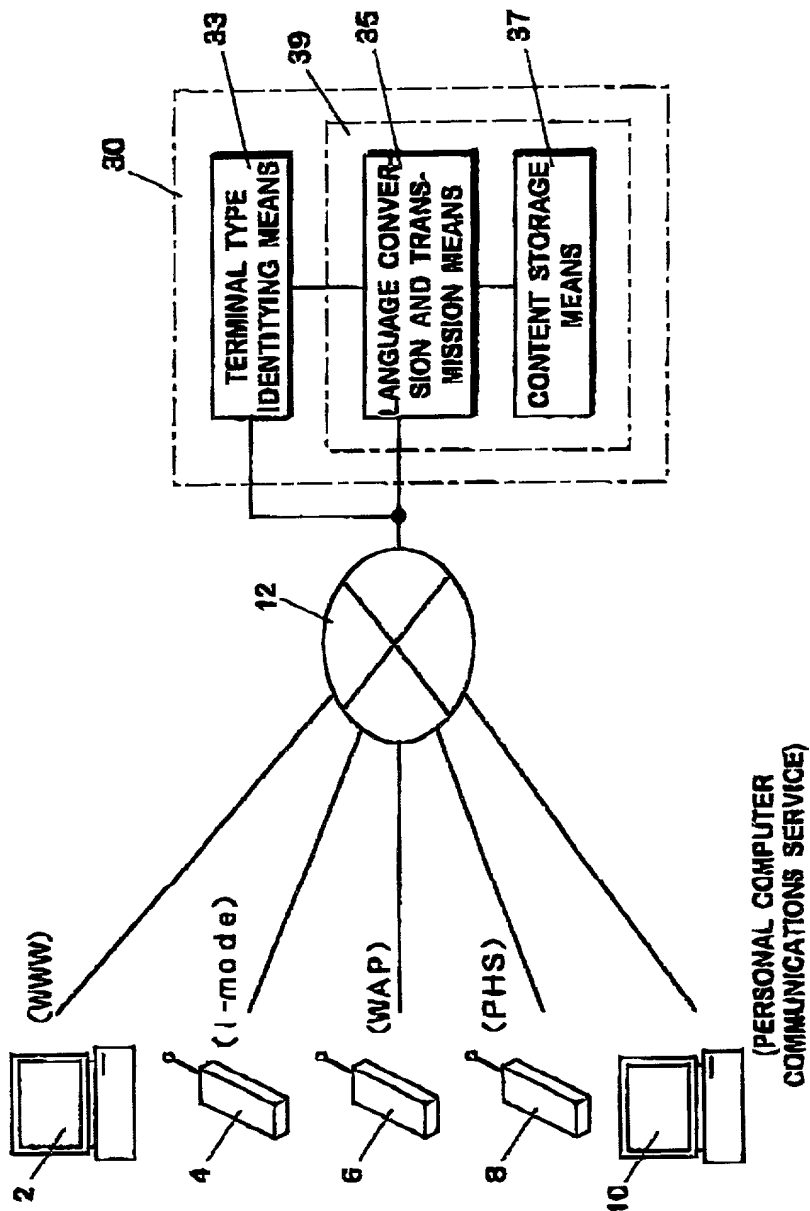 2
(WWW)
4
(i-mode)
6
(WAP)
8
(PHS)
10
(PERSONAL COMPUTER
COMMUNICATIONS SERVICE)
12
30
33
TERMINAL TYPE
IDENTITYING MEANS
39
35
LANGUAGE CONVER-
SION AND TRANS-
MISSION MEANS
37
CONTENT STORAGE
MEANS